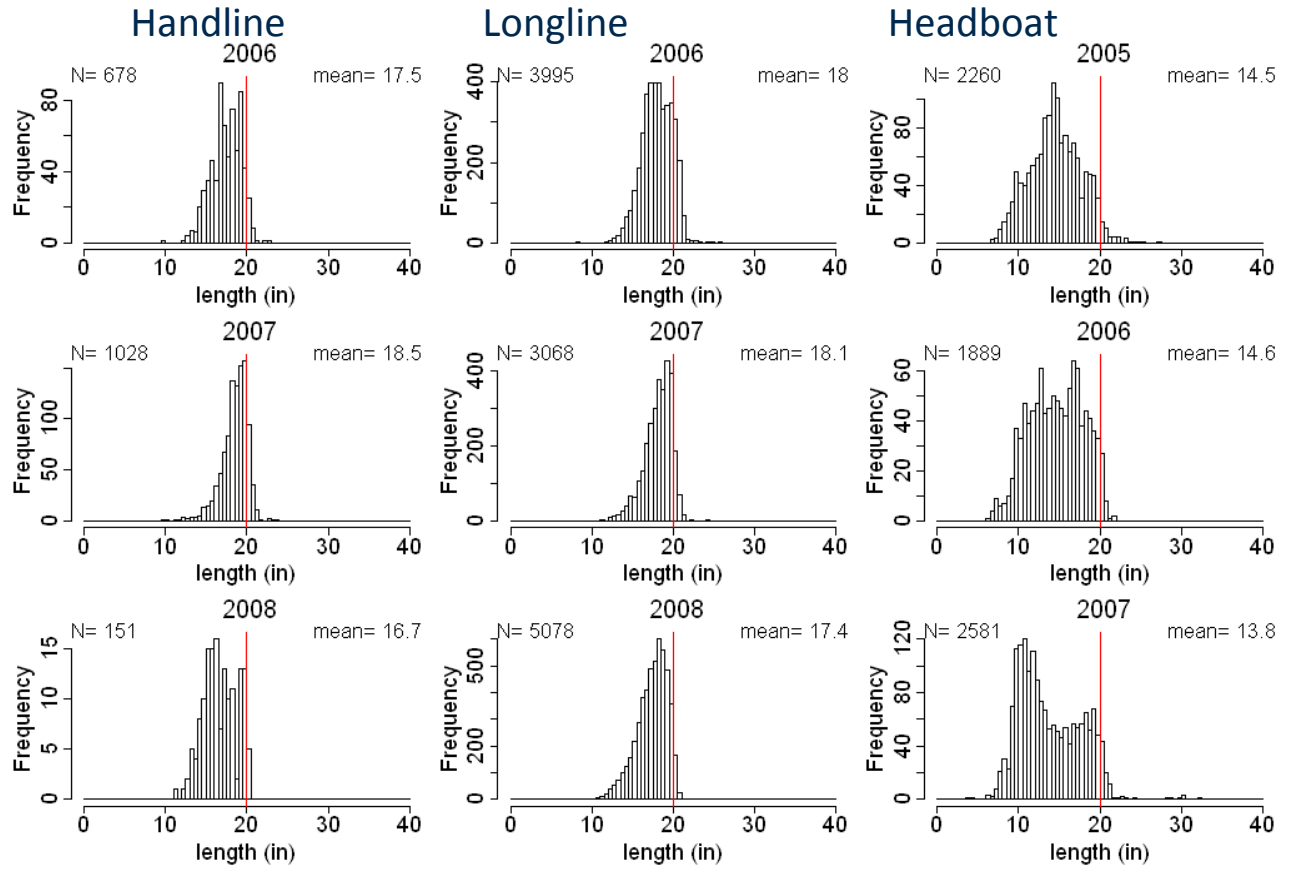 Handline
Longline
Headboat
2006
N= 678
mean= 17.5
Frequency
0
40
80
0
10
20
30
40
length (in)
2006
N= 3995
mean= 18
Frequency
0
200
400
0
10
20
30
40
length (in)
2005
N= 2260
mean= 14.5
Frequency
0
40
80
0
10
20
30
40
length (in)
2007
N= 1028
mean= 18.5
Frequency
0
50
100
0
10
20
30
40
length (in)
2007
N= 3068
mean= 18.1
Frequency
0
200
400
0
10
20
30
40
length (in)
2006
N= 1889
mean= 14.6
Frequency
0
20
40
60
0
10
20
30
40
length (in)
2008
N= 151
mean= 16.7
Frequency
0
5
10
15
0
10
20
30
40
length (in)
2008
N= 5078
mean= 17.4
Frequency
0
200
500
0
10
20
30
40
length (in)
2007
N= 2581
mean= 13.8
Frequency
0
40
80
120
0
10
20
30
40
length (in)